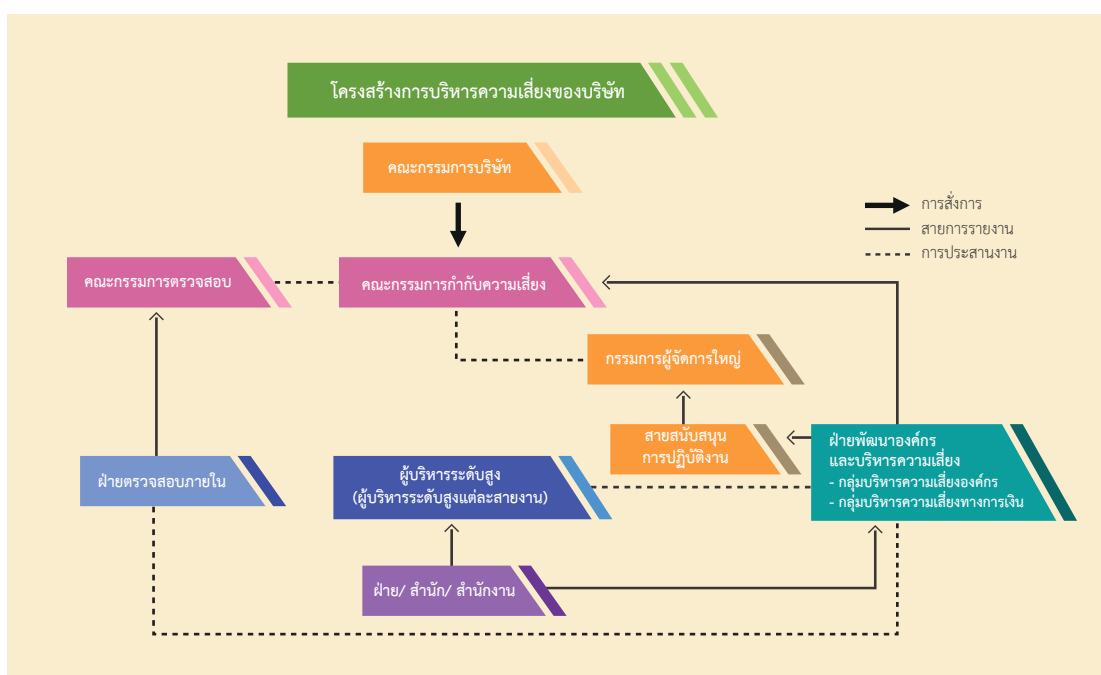 โครงสร้างการบริหารความเสี่ยงของบริษัท
คณะกรรมการบริษัท
การสั่งการ
สายการรายงาน
การประสานงาน
คณะกรรมการตรวจสอบ
คณะกรรมการกำกับความเสี่ยง
กรรมการผู้จัดการใหญ่
สายสนับสนุน
การปฏิบัติงาน
ฝ่ายพัฒนาองค์กร
และบริหารความเสี่ยง
- กลุ่มบริหารความเสี่ยงองค์กร
- กลุ่มบริหารความเสี่ยงทางการเงิน
ฝ่ายตรวจสอบภายใน
ผู้บริหารระดับสูง
(ผู้บริหารระดับสูงแต่ละสายงาน)
ฝ่าย/ สำนัก/ สำนักงาน